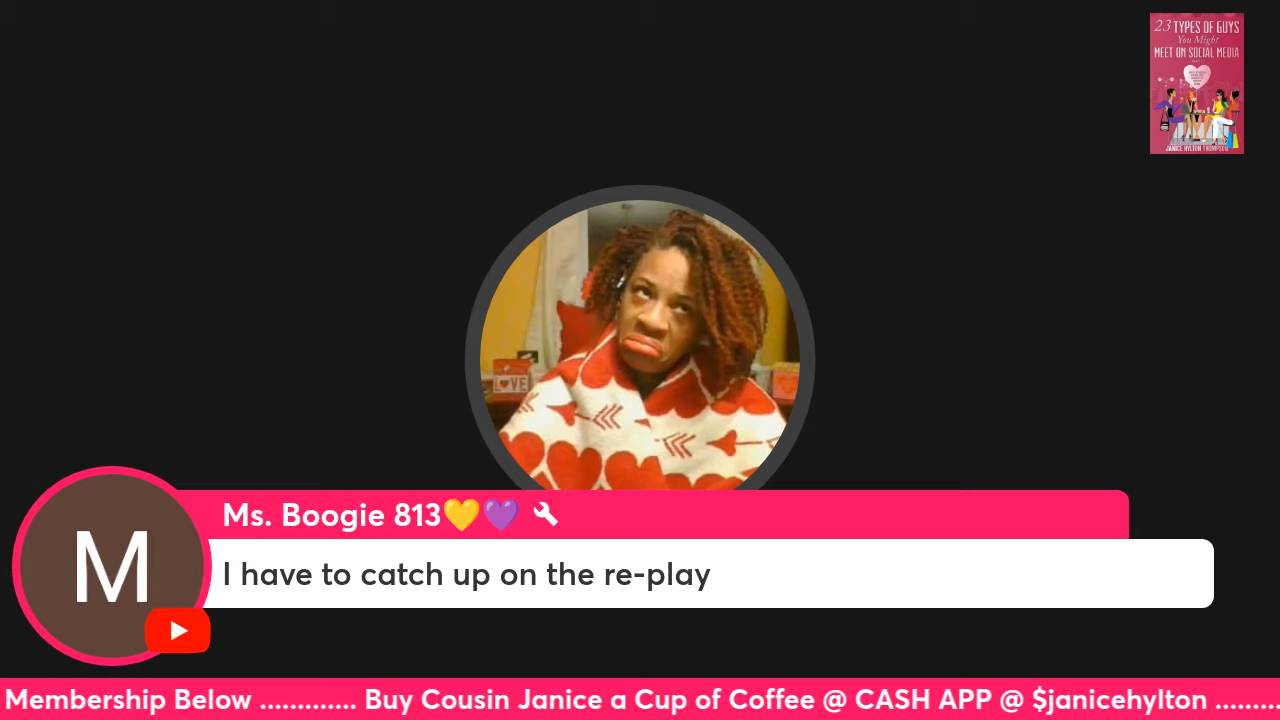 23 TYPES OF GUYS
You Might
MEET ON SOCIAL MEDIA
JANICE HYLTON THOMPSON
LOVE
Ms. Boogie 813💛💜
M
I have to catch up on the re-play
Membership Below ............. Buy Cousin Janice a Cup of Coffee @ CASH APP @ $janicehylton .........